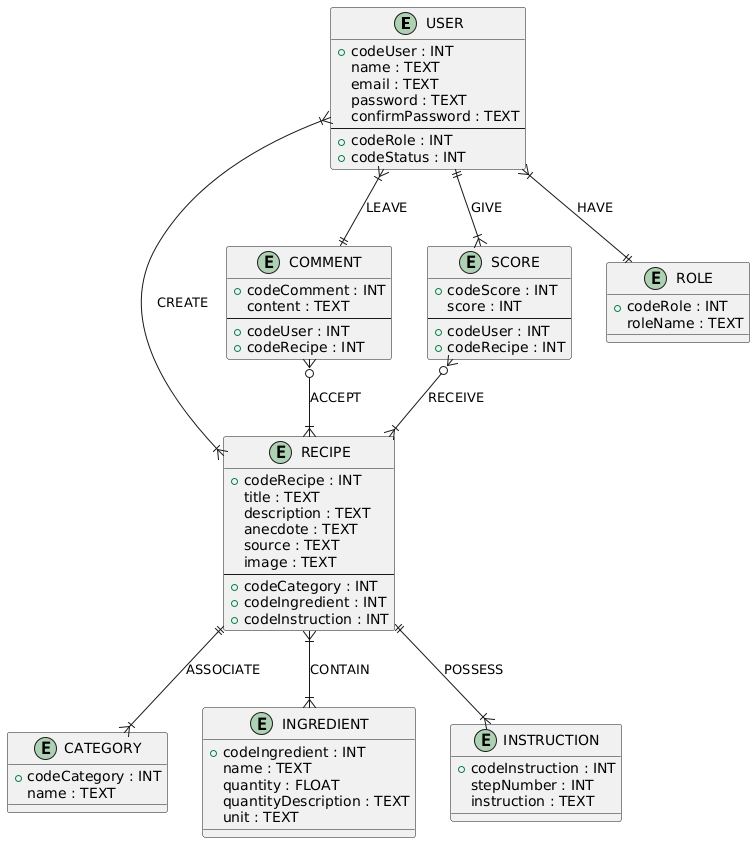 E USER
codeUser : INT
name : TEXT
email : TEXT
password : TEXT
confirmPassword : TEXT
codeRole : INT
codeStatus : INT
LEAVE
GIVE
HAVE
E COMMENT
codeComment : INT
content : TEXT
codeUser : INT
codeRecipe : INT
E SCORE
codeScore : INT
score : INT
codeUser : INT
codeRecipe : INT
E ROLE
codeRole : INT
roleName : TEXT
CREATE
ACCEPT
RECEIVE
E RECIPE
codeRecipe : INT
title : TEXT
description : TEXT
anecdote : TEXT
source : TEXT
image : TEXT
codeCategory : INT
codeIngredient : INT
codeInstruction : INT
ASSOCIATE
CONTAIN
POSSESS
E CATEGORY
codeCategory : INT
name : TEXT
E INGREDIENT
codeIngredient : INT
name : TEXT
quantity : FLOAT
quantityDescription : TEXT
unit : TEXT
E INSTRUCTION
codeInstruction : INT
stepNumber : INT
instruction : TEXT